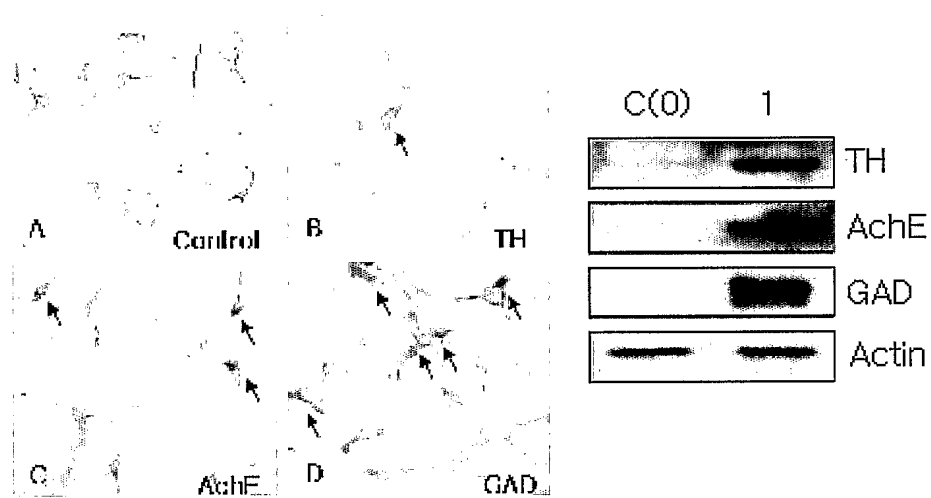 A
Control
B
TH
C
AchE
D
GAD
C(0) 1
TH
AchE
GAD
Actin